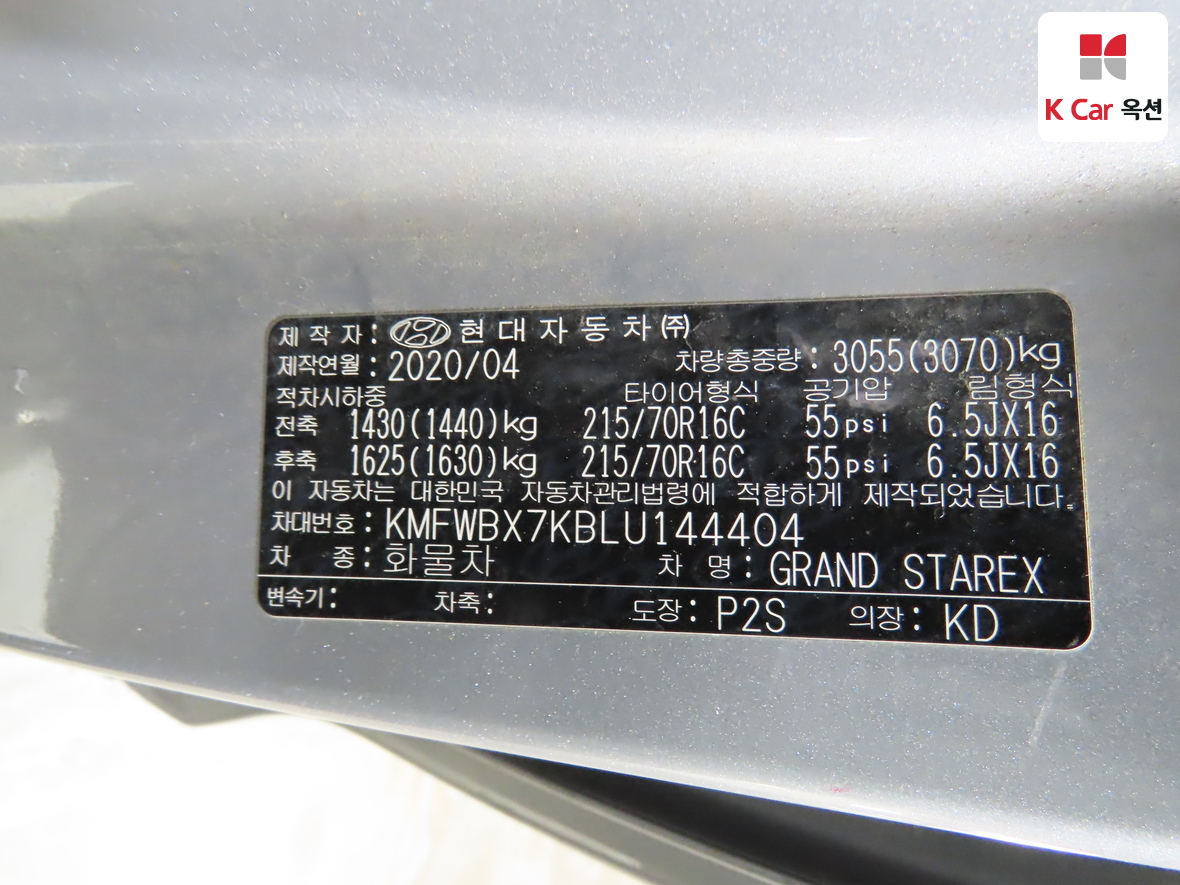 K Car 옥션
제 작 자 : 현 대 자 동 차 ㈜
제작연월 : 2020/04 차량총중량 : 3055(3070)kg
적차시하중 타이어형식 공기압 림형식
전축 1430(1440)kg 215/70R16C 55psi 6.5JX16
후축 1625(1630)kg 215/70R16C 55psi 6.5JX16
이 자동차는 대한민국 자동차관리법령에 적합하게 제작되었습니다.
차대번호 : KMFWBX7KBLU144404
차 종 : 화물차 차 명 : GRAND STAREX
변속기 : 차축 : 도장 : P2S 의장 : KD